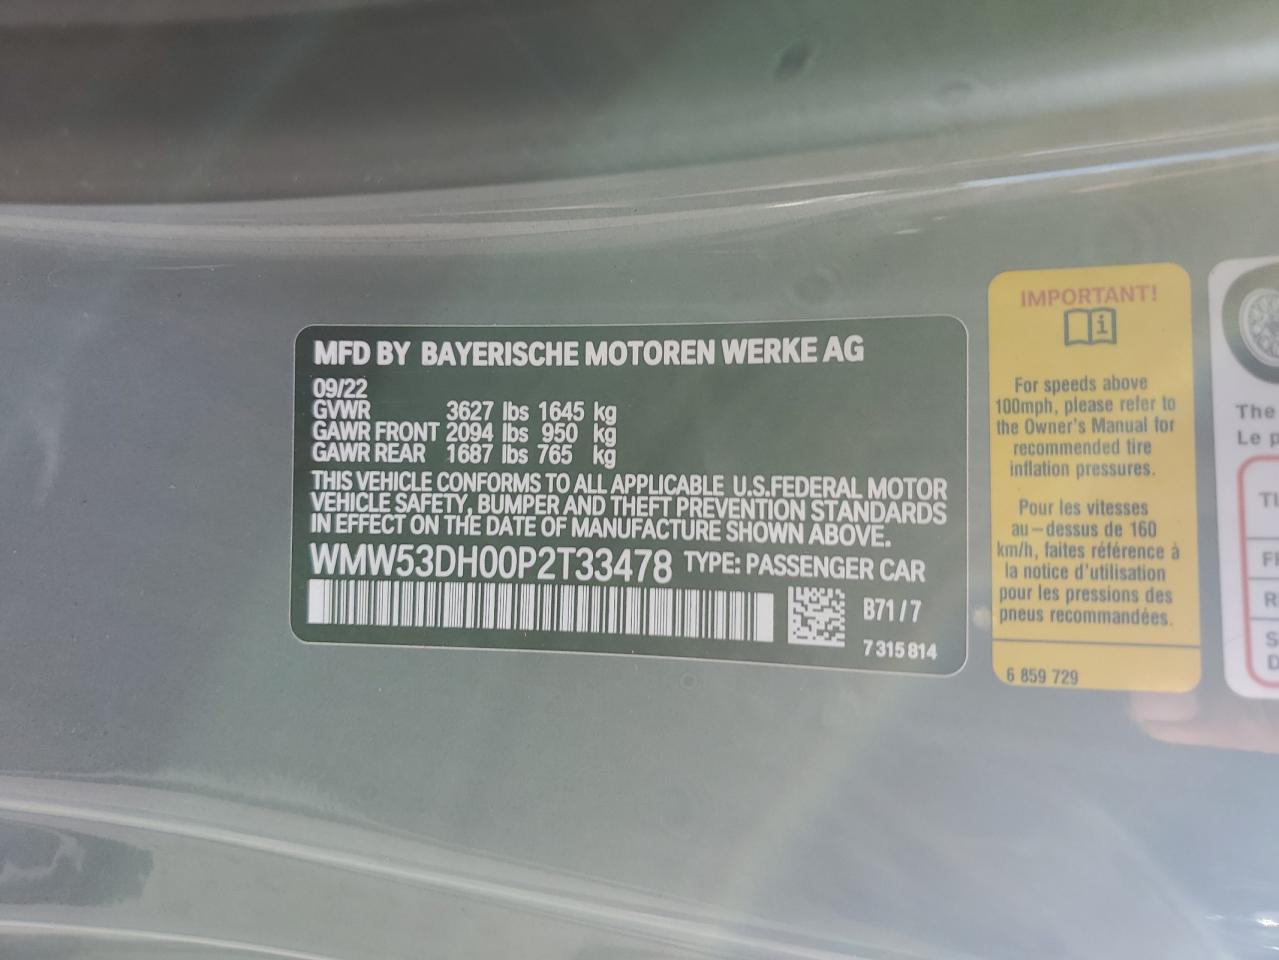 MFD BY BAYERISCHE MOTOREN WERKE AG
09/22
GVWR 3627 lbs 1645 kg
GAWR FRONT 2094 lbs 950 kg
GAWR REAR 1687 lbs 765 kg
THIS VEHICLE CONFORMS TO ALL APPLICABLE U.S.FEDERAL MOTOR
VEHICLE SAFETY, BUMPER AND THEFT PREVENTION STANDARDS
IN EFFECT ON THE DATE OF MANUFACTURE SHOWN ABOVE.
WMW53DH00P2T33478 TYPE: PASSENGER CAR
B71/7
7 315 814
IMPORTANT!
For speeds above
100mph, please refer to
the Owner's Manual for
recommended tire
inflation pressures.
Pour les vitesses
au-dessus de 160
km/h, faites référence à
la notice d'utilisation
pour les pressions des
pneus recommandées.
6 859 729
The
Le